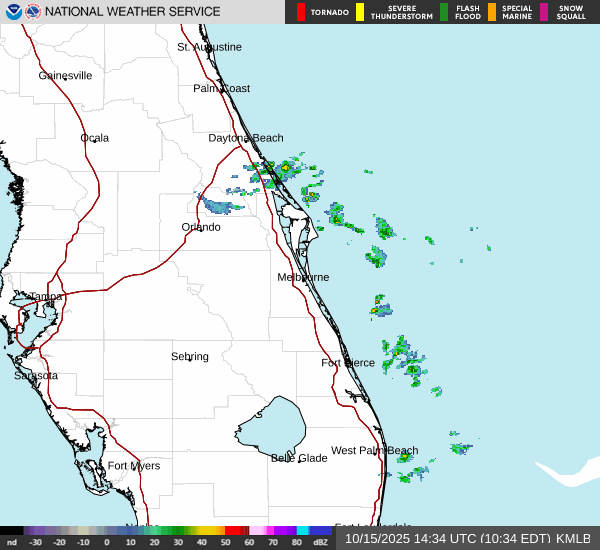 NATIONAL WEATHER SERVICE
TORNADO
SEVERE THUNDERSTORM
FLASH FLOOD
SPECIAL MARINE
SNOW SQUALL
St. Augustine
Gainesville
Palm Coast
Ocala
Daytona Beach
Orlando
Melbourne
Tampa
Sebring
Fort Pierce
Sarasota
West Palm Beach
Belle Glade
Fort Myers
Fort Lauderdale
nd -30 -20 -10 0 10 20 30 40 50 60 70 80 dBZ
10/15/2025 14:34 UTC (10:34 EDT) KMLB